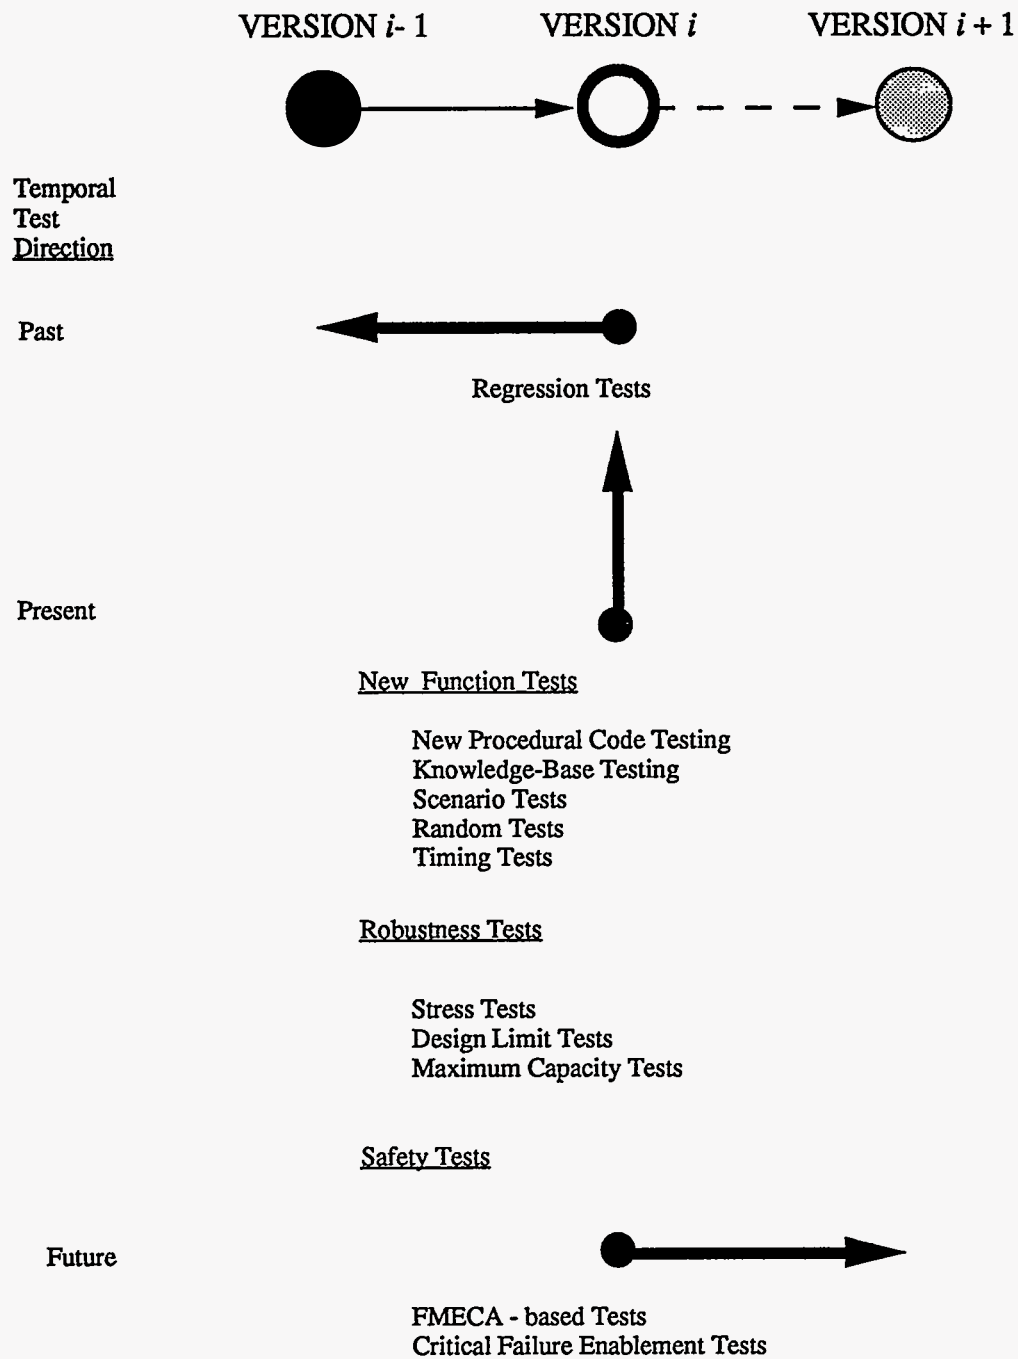 VERSION i- 1 VERSION i VERSION i + 1
Temporal
Test
Direction
Past
Regression Tests
Present
New Function Tests
New Procedural Code Testing
Knowledge-Base Testing
Scenario Tests
Random Tests
Timing Tests
Robustness Tests
Stress Tests
Design Limit Tests
Maximum Capacity Tests
Safety Tests
Future
FMECA - based Tests
Critical Failure Enablement Tests